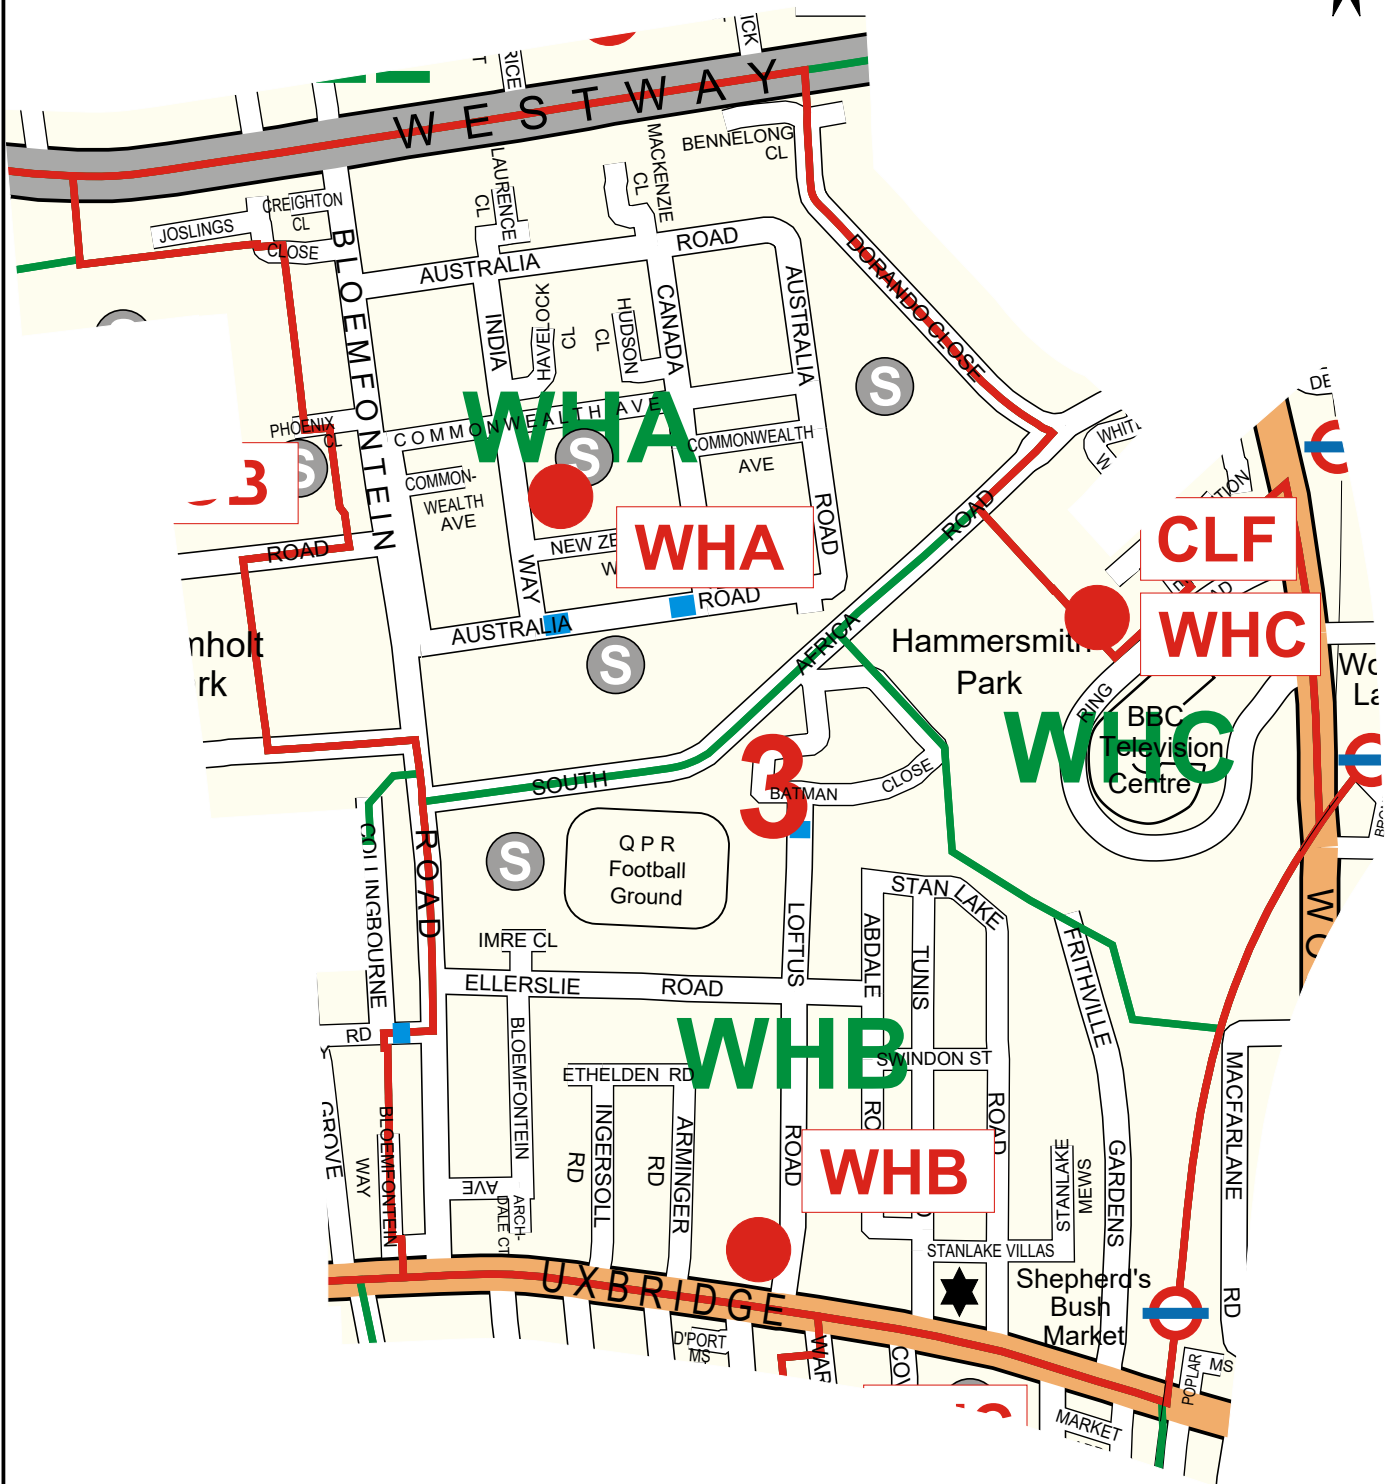 WESTWAY
BENNELONG
CL
MACKENZIE
CL
LAURENCE
CL
CREIGHTON
CL
JOSLINGS
CLOSE
BLOEMFONTEIN
ROAD
AUSTRALIA
ROAD
AUSTRALIA
ROAD
DORANDO CLOSE
INDIA
WAY
HAVELOCK
CL
HUDSON
CL
CANADA
S
WHA
COMMONWEALTH AVE
S
COMMONWEALTH
AVE
COMMON-
WEALTH
AVE
PHOENIX
CL
S
ROAD
WHA
AUSTRALIA
ROAD
S
SOUTH
AFRICA
ROAD
CLF
WHC
Hammersmith
Park
RING
WHC
BBC
Television
Centre
3
BATMAN
CLOSE
S
Q P R
Football
Ground
COLLINGBOURNE
RD
IMRE CL
ELLERSLIE
ROAD
LOFTUS
ROAD
ABDALE
STANLAKE
ROAD
TUNIS
FRITHVILLE
GARDENS
WHB
SWINDON ST
ETHELDEN RD
BLOEMFONTEIN
AVE
INGERSOLL
RD
ARMINGER
RD
WHB
GROVE
BLOEMFONTEIN
WAY
ARCH-
DALE CT
STANLAKE
MEWS
STANLAKE VILLAS
MACFARLANE
RD
UXBRIDGE
Shepherd's
Bush
Market
D'PORT
MS
POPLAR
MS
MARKET